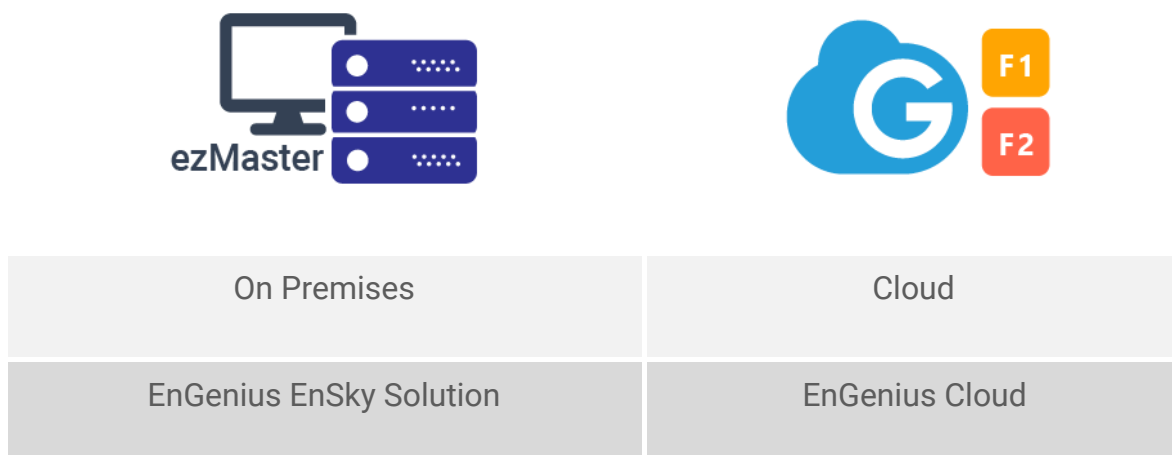 ezMaster
G
F1
F2
On Premises
Cloud
EnGenius EnSky Solution
EnGenius Cloud